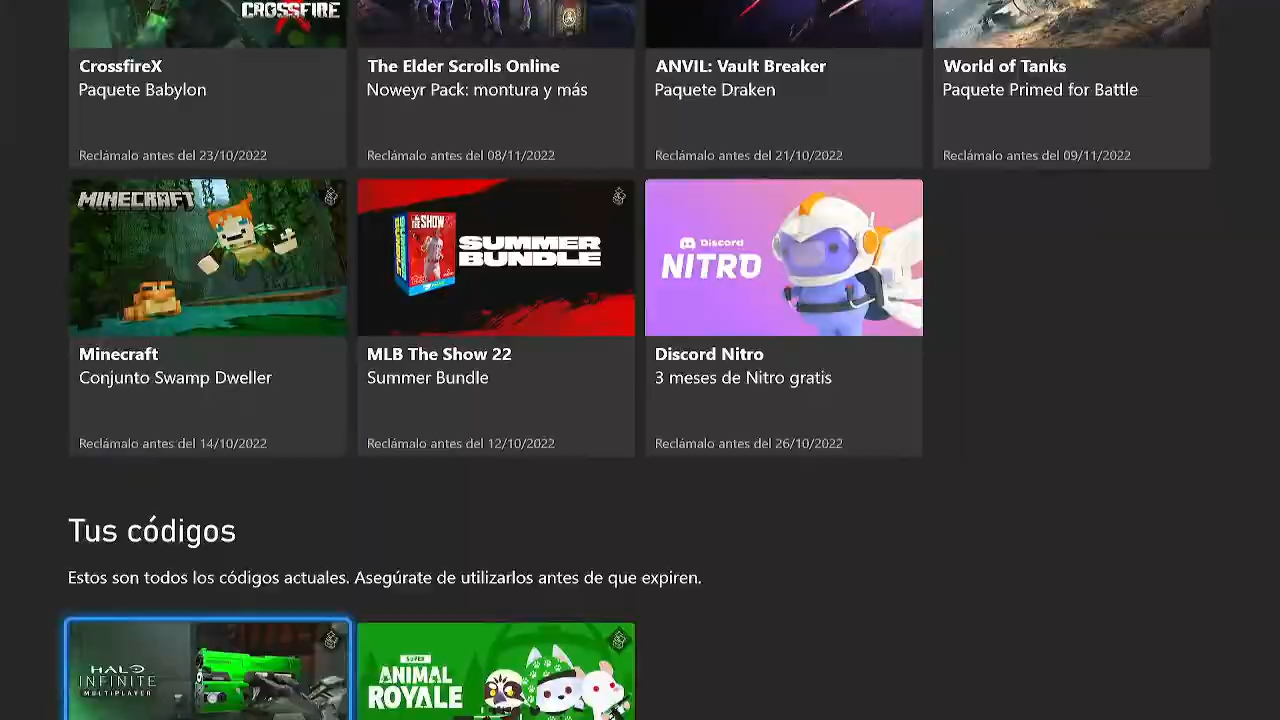 CROSSFIRE
CrossfireX
Paquete Babylon
Reclámalo antes del 23/10/2022
The Elder Scrolls Online
Noweyr Pack: montura y más
Reclámalo antes del 08/11/2022
ANVIL: Vault Breaker
Paquete Draken
Reclámalo antes del 21/10/2022
World of Tanks
Paquete Primed for Battle
Reclámalo antes del 09/11/2022
MINECRAFT
Minecraft
Conjunto Swamp Dweller
Reclámalo antes del 14/10/2022
THE SHOW
SUMMER
BUNDLE
MLB The Show 22
Summer Bundle
Reclámalo antes del 12/10/2022
Discord
NITRO
Discord Nitro
3 meses de Nitro gratis
Reclámalo antes del 26/10/2022
Tus códigos
Estos son todos los códigos actuales. Asegúrate de utilizarlos antes de que expiren.
HALO
INFINITE
MULTIPLAYER
SUPER
ANIMAL
ROYALE